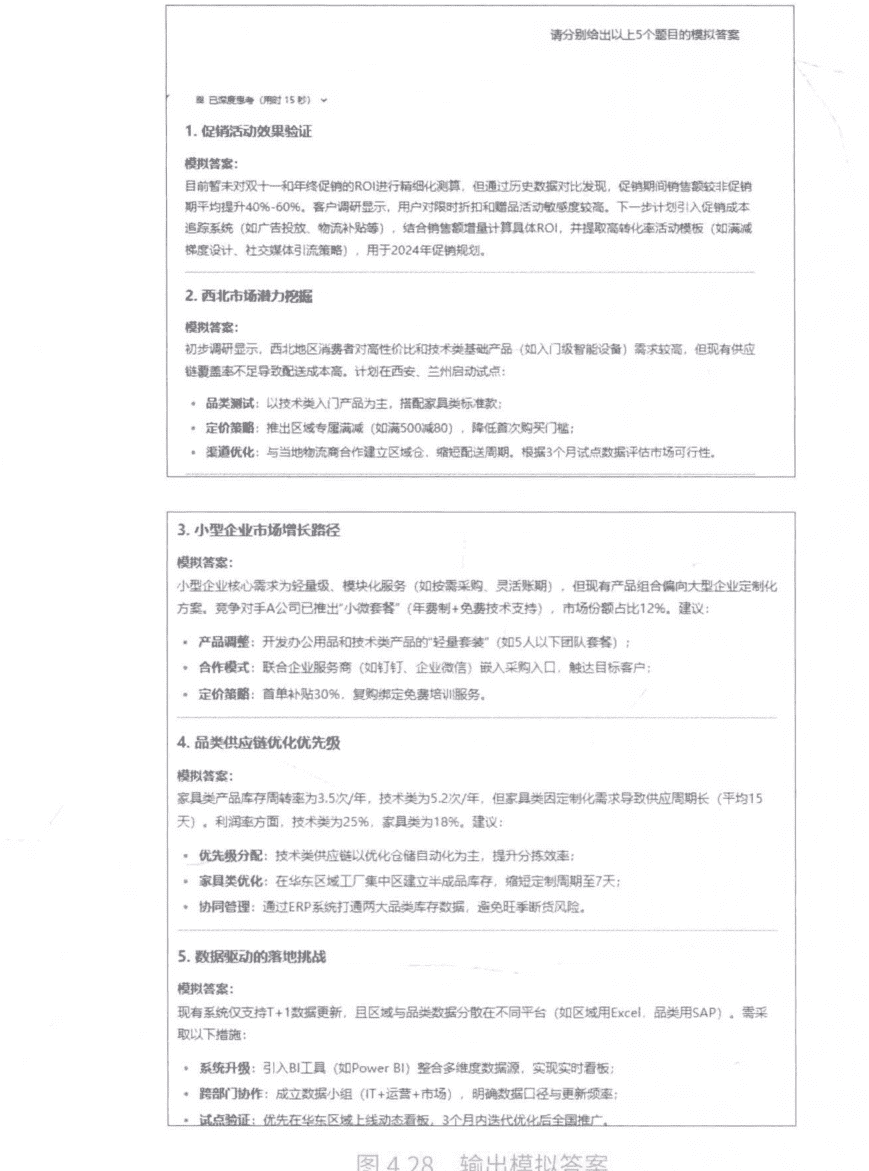 请分别给出以上5个题目的模拟答案
已深度思考（用时 15 秒）
1. 促销活动效果验证
模拟答案：
目前暂未对双十一和年终促销的ROI进行精细化测算，但通过历史数据对比发现，促销期间销售额较非促销
期平均提升40%-60%。客户调研显示，用户对限时折扣和赠品活动敏感度较高。下一步计划引入促销成本
追踪系统（如广告投放、物流补贴等），结合销售额增量计算具体ROI，并提取高转化率活动模板（如满减
梯度设计、社交媒体引流策略），用于2024年促销规划。
2. 西北市场潜力挖掘
模拟答案：
初步调研显示，西北地区消费者对高性价比和技术类基础产品（如入门级智能设备）需求较高，但现有供应
链覆盖率不足导致配送成本高。计划在西安、兰州启动试点：
• 品类测试：以技术类入门产品为主，搭配家具类标准款；
• 定价策略：推出区域专属满减（如满500减80），降低首次购买门槛；
• 渠道优化：与当地物流商合作建立区域仓，缩短配送周期。根据3个月试点数据评估市场可行性。
3. 小型企业市场增长路径
模拟答案：
小型企业核心需求为轻量级、模块化服务（如按需采购、灵活账期），但现有产品组合偏向大型企业定制化
方案。竞争对手A公司已推出“小微套餐”（年费制+免费技术支持），市场份额占比12%。建议：
• 产品调整：开发办公用品和技术类产品的“轻量套装”（如5人以下团队套餐）；
• 合作模式：联合企业服务商（如钉钉、企业微信）嵌入采购入口，触达目标客户；
• 定价策略：首单补贴30%，复购绑定免费培训服务。
4. 品类供应链优化优先级
模拟答案：
家具类产品库存周转率为3.5次/年，技术类为5.2次/年，但家具类因定制化需求导致供应周期长（平均15
天）。利润率方面，技术类为25%，家具类为18%。建议：
• 优先级分配：技术类供应链以优化仓储自动化为主，提升分拣效率；
• 家具类优化：在华东区域工厂集中区建立半成品库存，缩短定制周期至7天；
• 协同管理：通过ERP系统打通两大品类库存数据，避免旺季断货风险。
5. 数据驱动的落地挑战
模拟答案：
现有系统仅支持T+1数据更新，且区域与品类数据分散在不同平台（如区域用Excel，品类用SAP）。需采
取以下措施：
• 系统升级：引入BI工具（如Power BI）整合多维度数据源，实现实时看板；
• 跨部门协作：成立数据小组（IT+运营+市场），明确数据口径与更新频率；
• 试点验证：优先在华东区域上线动态看板，3个月内迭代优化后全国推广。
图 4.28 输出模拟答案